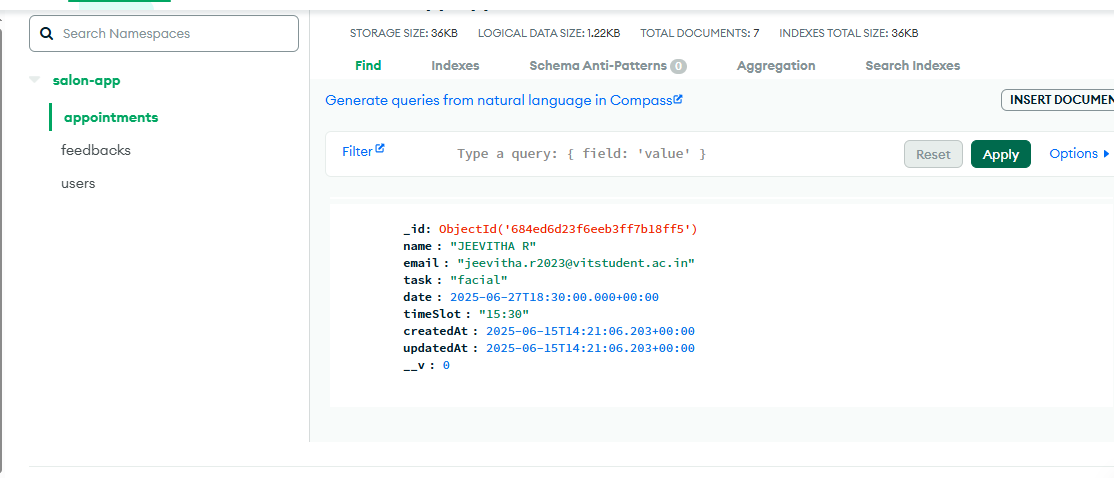 Search Namespaces
salon-app
appointments
feedbacks
users
STORAGE SIZE: 36KB LOGICAL DATA SIZE: 1.22KB TOTAL DOCUMENTS: 7 INDEXES TOTAL SIZE: 36KB
Find Indexes Schema Anti-Patterns 0 Aggregation Search Indexes
Generate queries from natural language in Compass
INSERT DOCUMEN
Filter Type a query: { field: 'value' } Reset Apply Options
_id: ObjectId('684ed6d23f6eeb3ff7b18ff5')
name : "JEEVITHA R"
email : "jeevitha.r2023@vitstudent.ac.in"
task : "facial"
date : 2025-06-27T18:30:00.000+00:00
timeSlot : "15:30"
createdAt : 2025-06-15T14:21:06.203+00:00
updatedAt : 2025-06-15T14:21:06.203+00:00
__v : 0